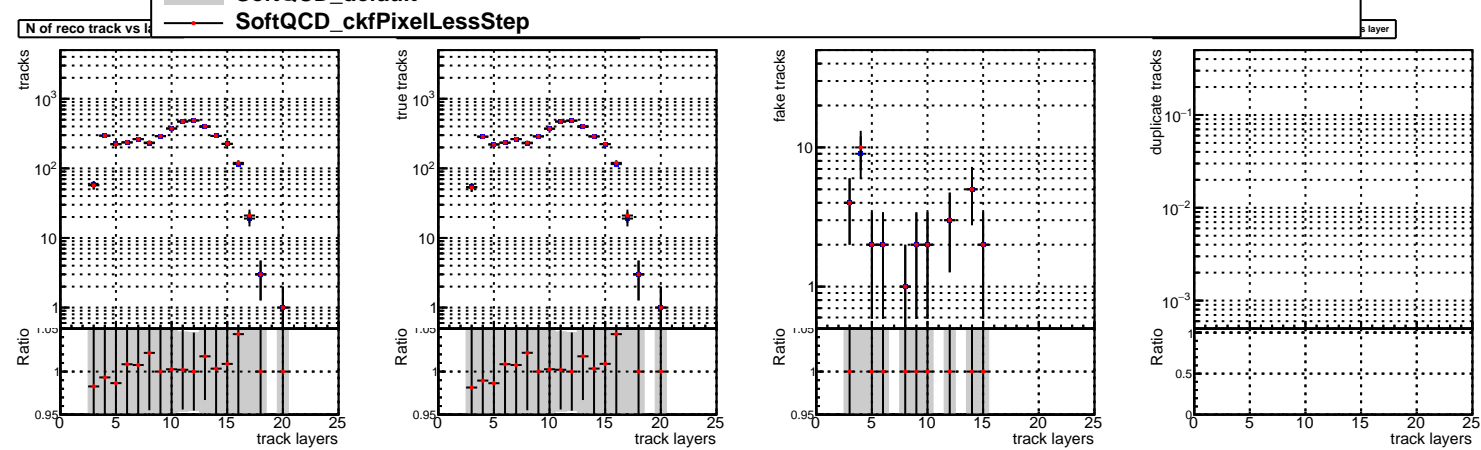 SoftQCD_default
SoftQCD_ckfPixelLessStep
N of reco track vs la
s layer
tracks
10³
10²
10
1
Ratio
1.05
1
0.95
0 5 10 15 20 25
track layers
true tracks
10³
10²
10
1
Ratio
1.05
1
0.95
0 5 10 15 20 25
track layers
fake tracks
10
1
Ratio
1.05
1
0.95
0 5 10 15 20 25
track layers
duplicate tracks
10⁻¹
10⁻²
10⁻³
Ratio
1
0.5
0
0 5 10 15 20 25
track layers